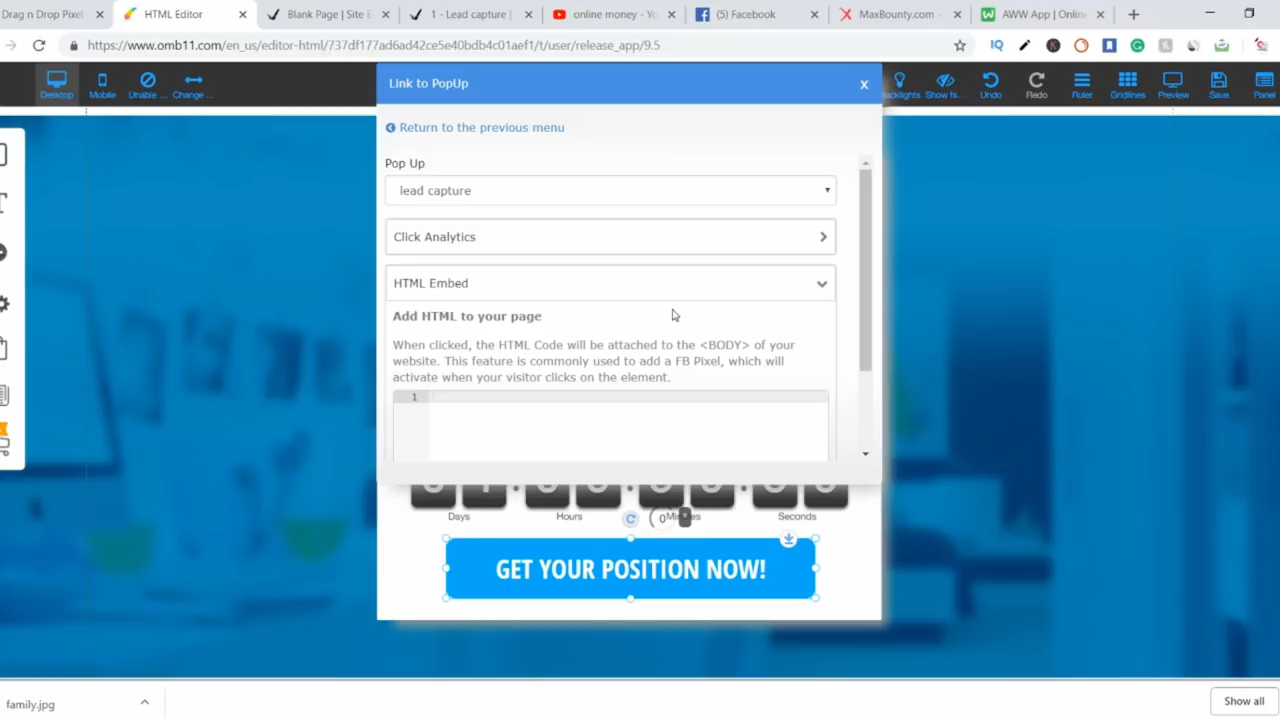 Drag n Drop Pixel
HTML Editor
Blank Page | Site E
1 - Lead capture |
online money - Yo
(5) Facebook
MaxBounty.com -
AWW App | Online
https://www.omb11.com/en_us/editor-html/737df177ad6ad42ce5e40bdb4c01aef1/t/user/release_app/9.5
Desktop
Mobile
Unable ...
Change ...
Link to PopUp
x
acklights
Show hi...
Undo
Redo
Ruler
Gridlines
Preview
Save
Panel
Return to the previous menu
Pop Up
lead capture
Click Analytics
HTML Embed
Add HTML to your page
When clicked, the HTML Code will be attached to the <BODY> of your
website. This feature is commonly used to add a FB Pixel, which will
activate when your visitor clicks on the element.
1
Days
Hours
Minutes
Seconds
GET YOUR POSITION NOW!
family.jpg
Show all